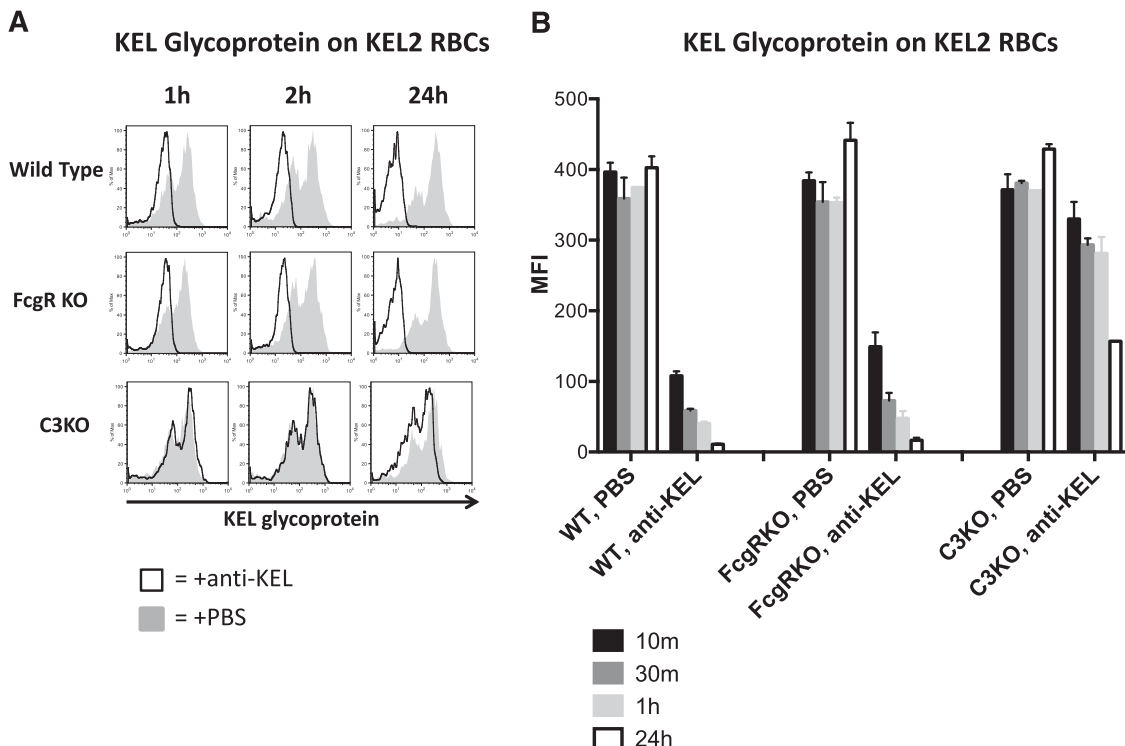 A
KEL Glycoprotein on KEL2 RBCs
1h 2h 24h
Wild Type
FcgR KO
C3KO
KEL glycoprotein
= +anti-KEL
= +PBS
B
KEL Glycoprotein on KEL2 RBCs
500
400
300
200
100
0
MFI
WT, PBS
WT, anti-KEL
FcgRKO, PBS
FcgRKO, anti-KEL
C3KO, PBS
C3KO, anti-KEL
10m
30m
1h
24h